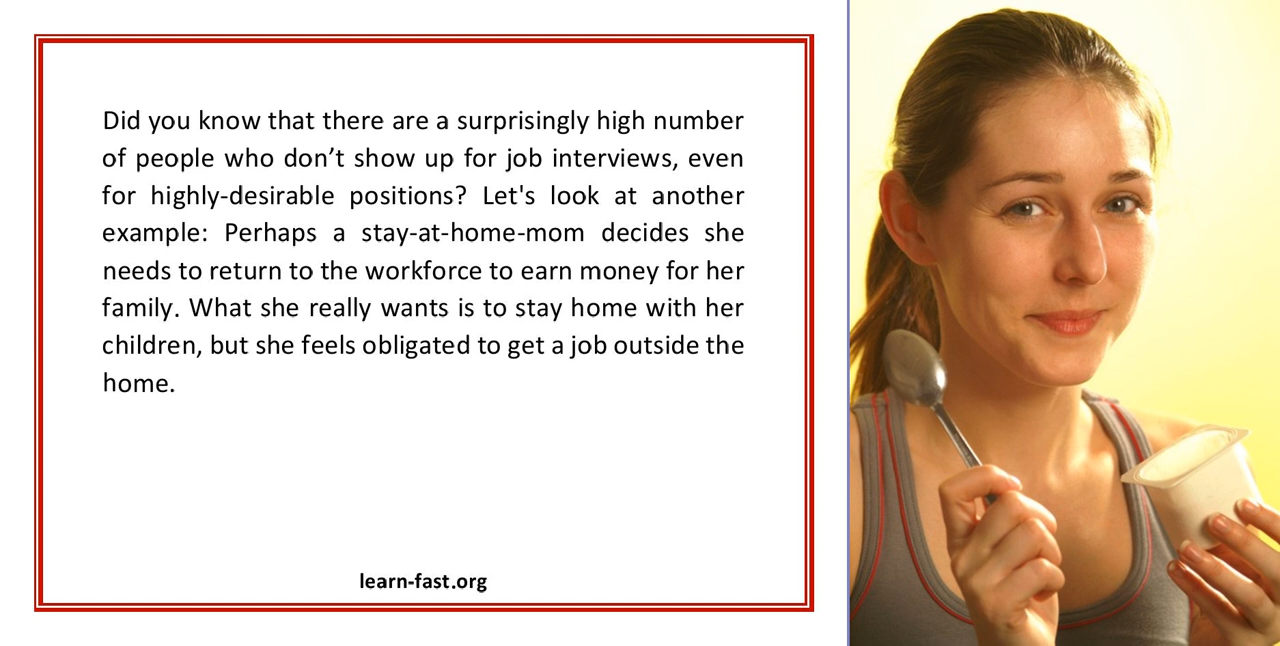 Did you know that there are a surprisingly high number
of people who don’t show up for job interviews, even
for highly-desirable positions? Let's look at another
example: Perhaps a stay-at-home-mom decides she
needs to return to the workforce to earn money for her
family. What she really wants is to stay home with her
children, but she feels obligated to get a job outside the
home.
learn-fast.org